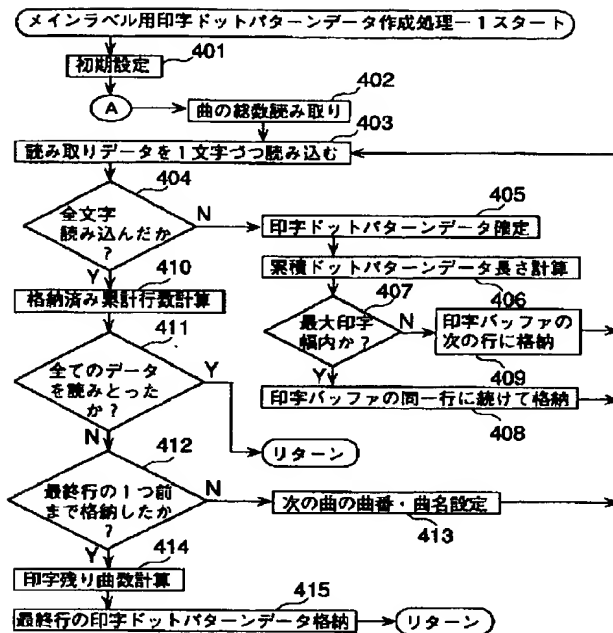 メインラベル用印字ドットパターンデータ作成処理ー1スタート
401
初期設定
402
A
曲の総数読み取り
403
読み取りデータを1文字づつ読み込む
404
全文字
読み込んだか
?
N
405
印字ドットパターンデータ確定
Y
410
累積ドットパターンデータ長さ計算
406
格納済み累計行数計算
407
最大印字
幅内か?
N
印字バッファの
次の行に格納
409
411
全てのデータ
を読みとった
か?
Y
Y
印字バッファの同一行に続けて格納
408
N
リターン
412
最終行の1つ前
まで格納したか
?
N
次の曲の曲番・曲名設定
413
Y
414
印字残り曲数計算
415
最終行の印字ドットパターンデータ格納
リターン